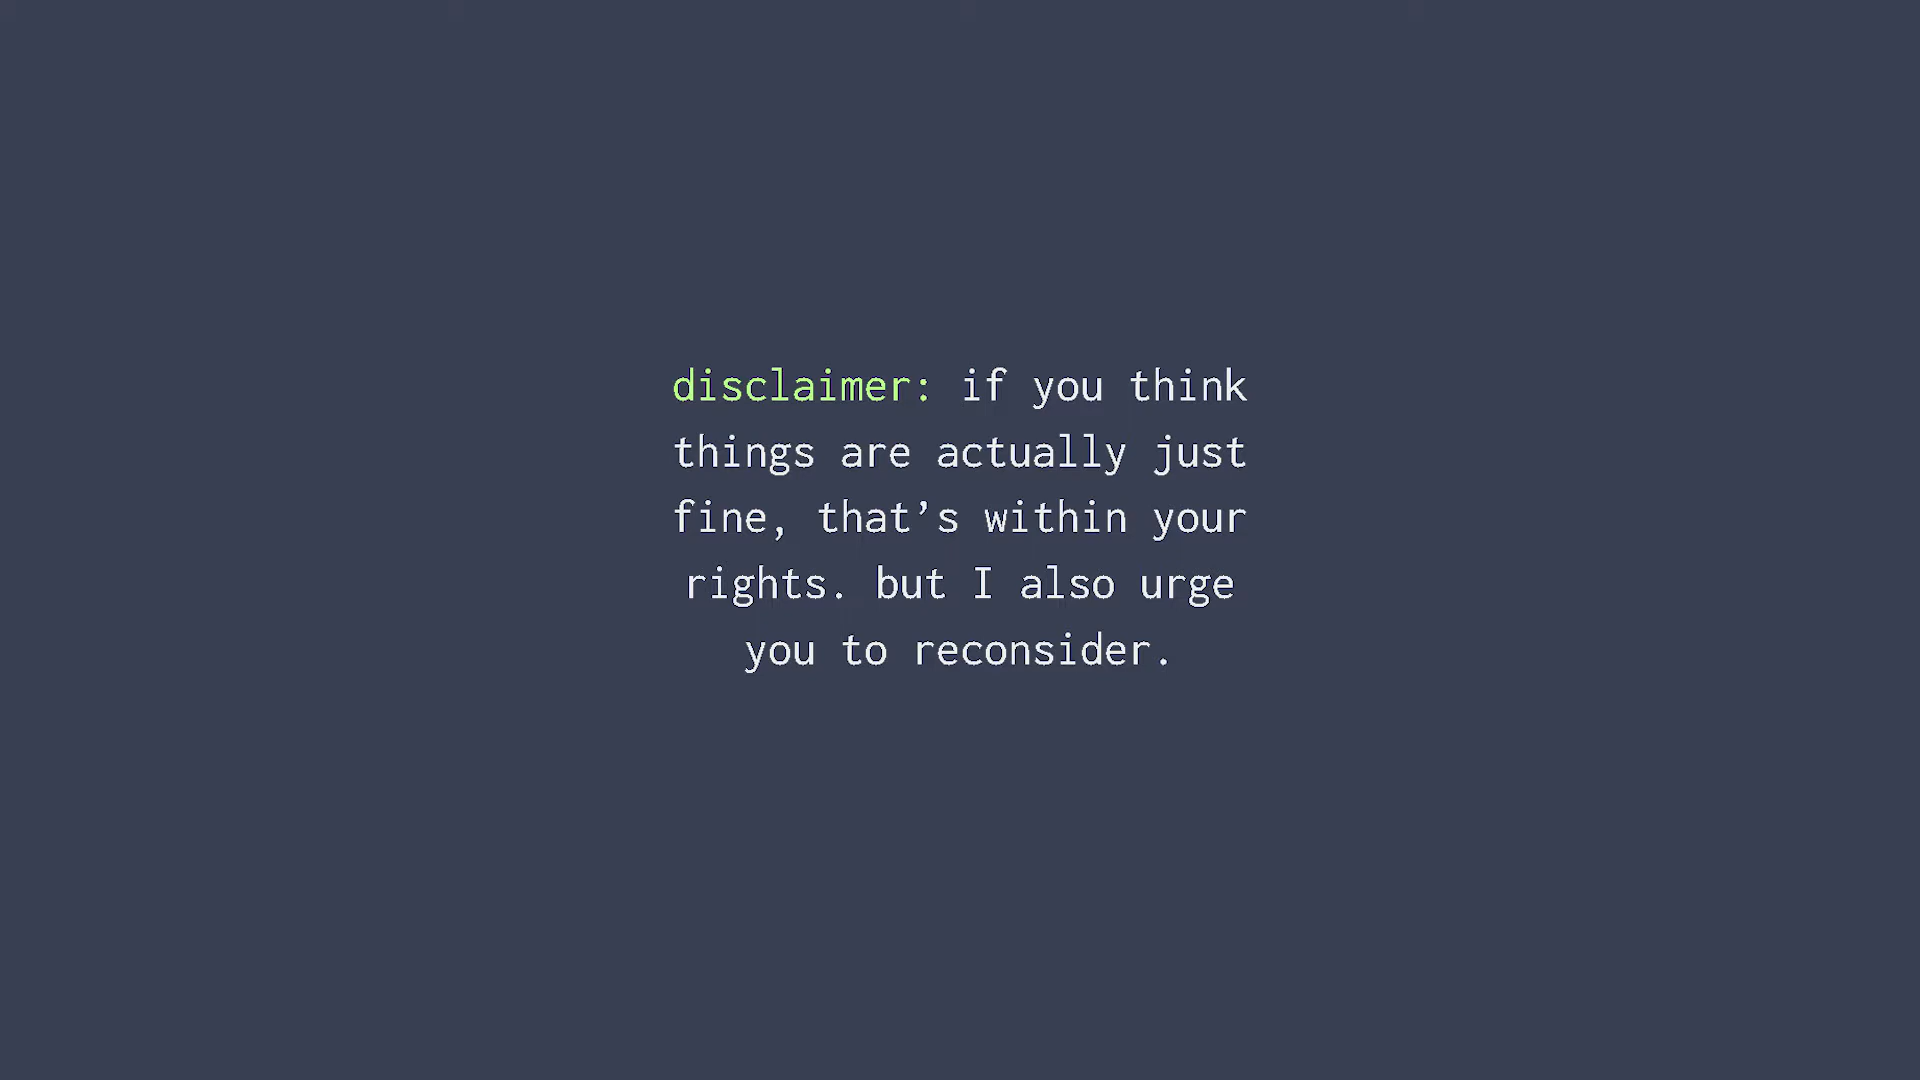 disclaimer: if you think
things are actually just
fine, that’s within your
rights. but I also urge
you to reconsider.